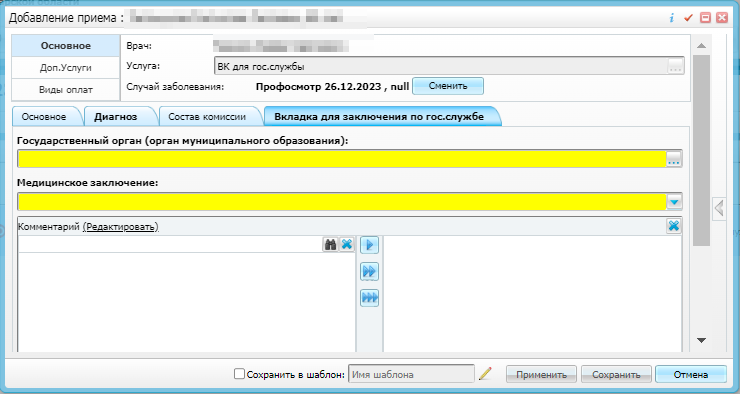 Добавление приема :
Основное
Доп.Услуги
Виды оплат
Врач:
Услуга: ВК для гос.службы ...
Случай заболевания: Профосмотр 26.12.2023 , null Сменить
Основное Диагноз Состав комиссии Вкладка для заключения по гос.службе
Государственный орган (орган муниципального образования):
...
Медицинское заключение:
Комментарий (Редактировать)
Сохранить в шаблон: Имя шаблона Применить Сохранить Отмена